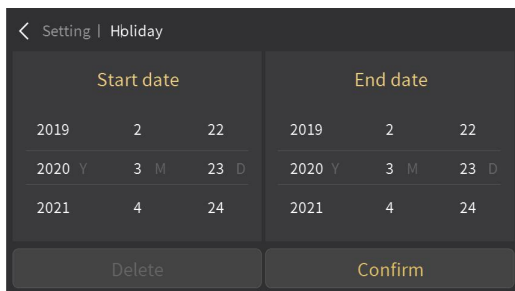 Setting | Holiday
Start date
End date
2019 2 22
2019 2 22
2020 Y 3 M 23 D
2020 Y 3 M 23 D
2021 4 24
2021 4 24
Delete
Confirm